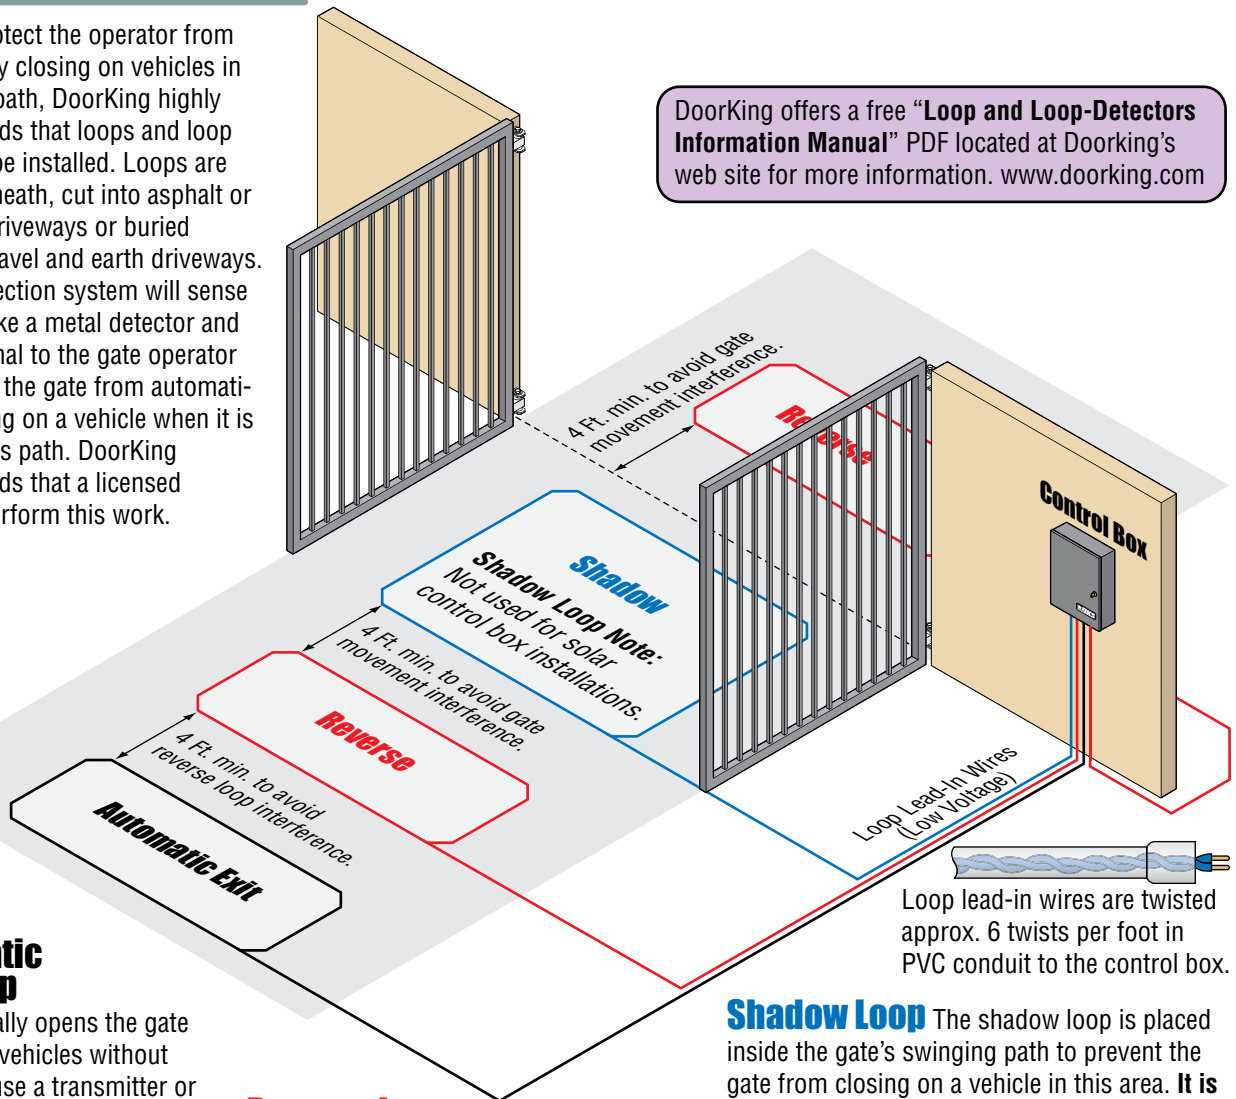 otect the operator from
y closing on vehicles in
path, DoorKing highly
ds that loops and loop
be installed. Loops are
neath, cut into asphalt or
riveways or buried
avel and earth driveways.
ection system will sense
ke a metal detector and
nal to the gate operator
the gate from automati-
ng on a vehicle when it is
s path. DoorKing
ds that a licensed
rform this work.
DoorKing offers a free “Loop and Loop-Detectors
Information Manual” PDF located at Doorking’s
web site for more information. www.doorking.com
4 Ft. min. to avoid gate
movement interference.
Reverse
Control Box
Shadow
Shadow Loop Note:
Not used for solar
control box installations.
4 Ft. min. to avoid gate
movement interference.
Reverse
4 Ft. min. to avoid
reverse loop interference.
Automatic Exit
Loop Lead-In Wires
(Low Voltage)
Loop lead-in wires are twisted
approx. 6 twists per foot in
PVC conduit to the control box.
atic
p
ally opens the gate
vehicles without
use a transmitter or
Shadow Loop The shadow loop is placed
inside the gate’s swinging path to prevent the
gate from closing on a vehicle in this area. It is